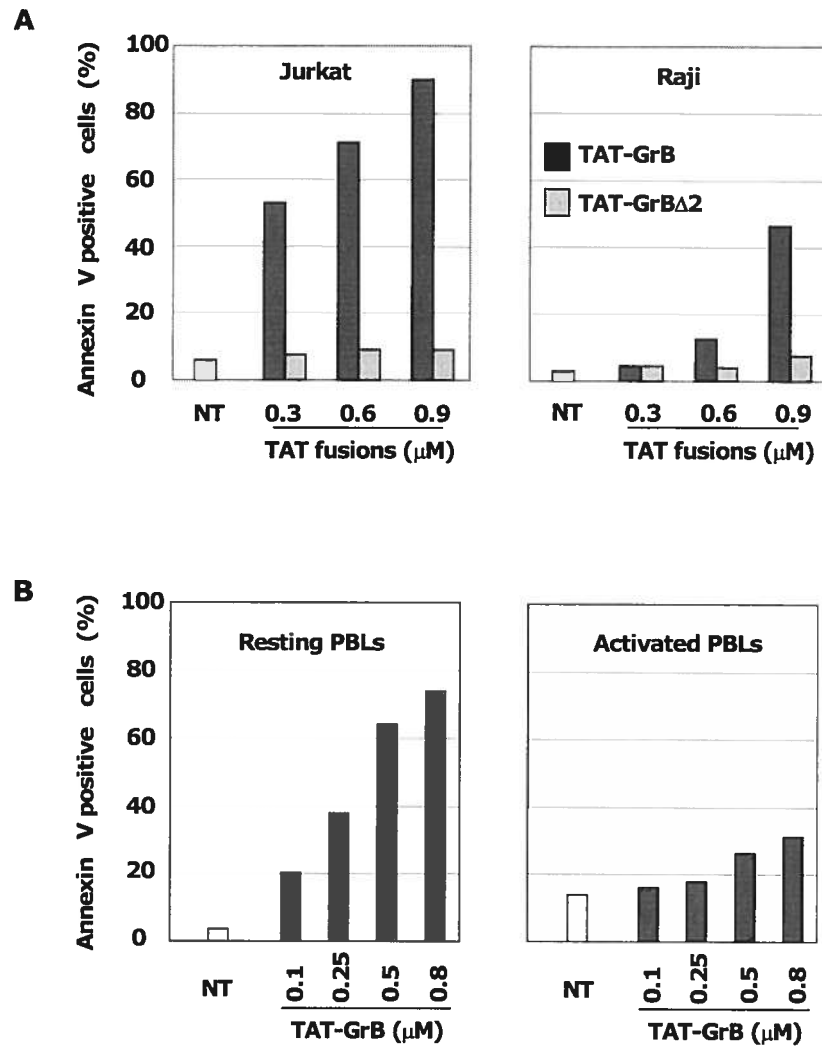 A
Annexin V positive cells (%)
100
80
60
40
20
0
Jurkat
NT
0.3
0.6
0.9
TAT fusions (μM)
Raji
TAT-GrB
TAT-GrBΔ2
NT
0.3
0.6
0.9
TAT fusions (μM)
B
Annexin V positive cells (%)
100
80
60
40
20
0
Resting PBLs
NT
0.1
0.25
0.5
0.8
TAT-GrB (μM)
Activated PBLs
NT
0.1
0.25
0.5
0.8
TAT-GrB (μM)